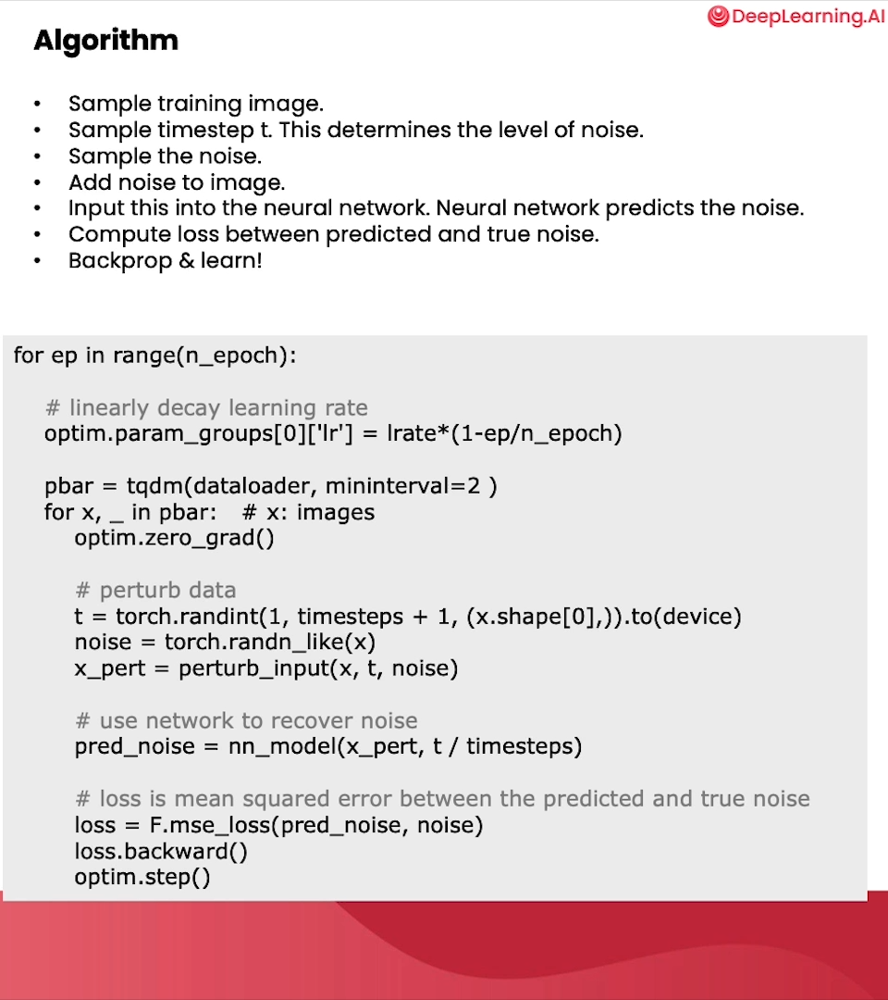 DeepLearning.AI
Algorithm
• Sample training image.
• Sample timestep t. This determines the level of noise.
• Sample the noise.
• Add noise to image.
• Input this into the neural network. Neural network predicts the noise.
• Compute loss between predicted and true noise.
• Backprop & learn!
for ep in range(n_epoch):
# linearly decay learning rate
optim.param_groups[0]['lr'] = lrate*(1-ep/n_epoch)
pbar = tqdm(dataloader, mininterval=2 )
for x, _ in pbar: # x: images
optim.zero_grad()
# perturb data
t = torch.randint(1, timesteps + 1, (x.shape[0],)).to(device)
noise = torch.randn_like(x)
x_pert = perturb_input(x, t, noise)
# use network to recover noise
pred_noise = nn_model(x_pert, t / timesteps)
# loss is mean squared error between the predicted and true noise
loss = F.mse_loss(pred_noise, noise)
loss.backward()
optim.step()